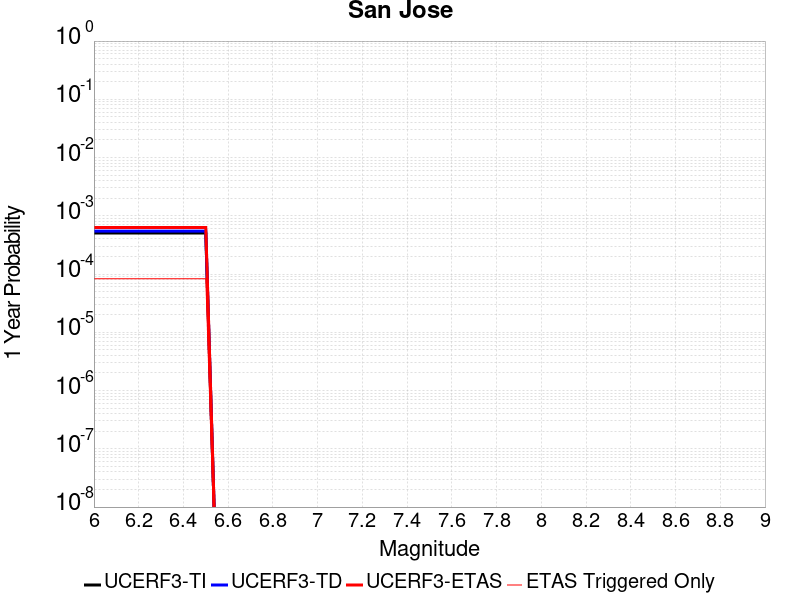 San Jose
10^0
10^-1
10^-2
10^-3
10^-4
10^-5
10^-6
10^-7
10^-8
1 Year Probability
6 6.2 6.4 6.6 6.8 7 7.2 7.4 7.6 7.8 8 8.2 8.4 8.6 8.8 9
Magnitude
UCERF3-TI UCERF3-TD UCERF3-ETAS ETAS Triggered Only